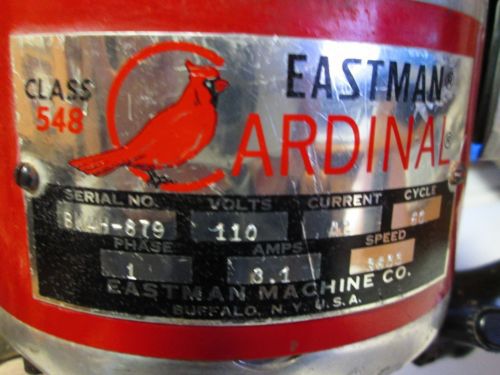 CLASS
548
EASTMAN®
CARDINAL®
SERIAL NO. VOLTS CURRENT CYCLE
110 60
PHASE AMPS SPEED
1 3.1
EASTMAN MACHINE CO.
BUFFALO, N.Y. U.S.A.